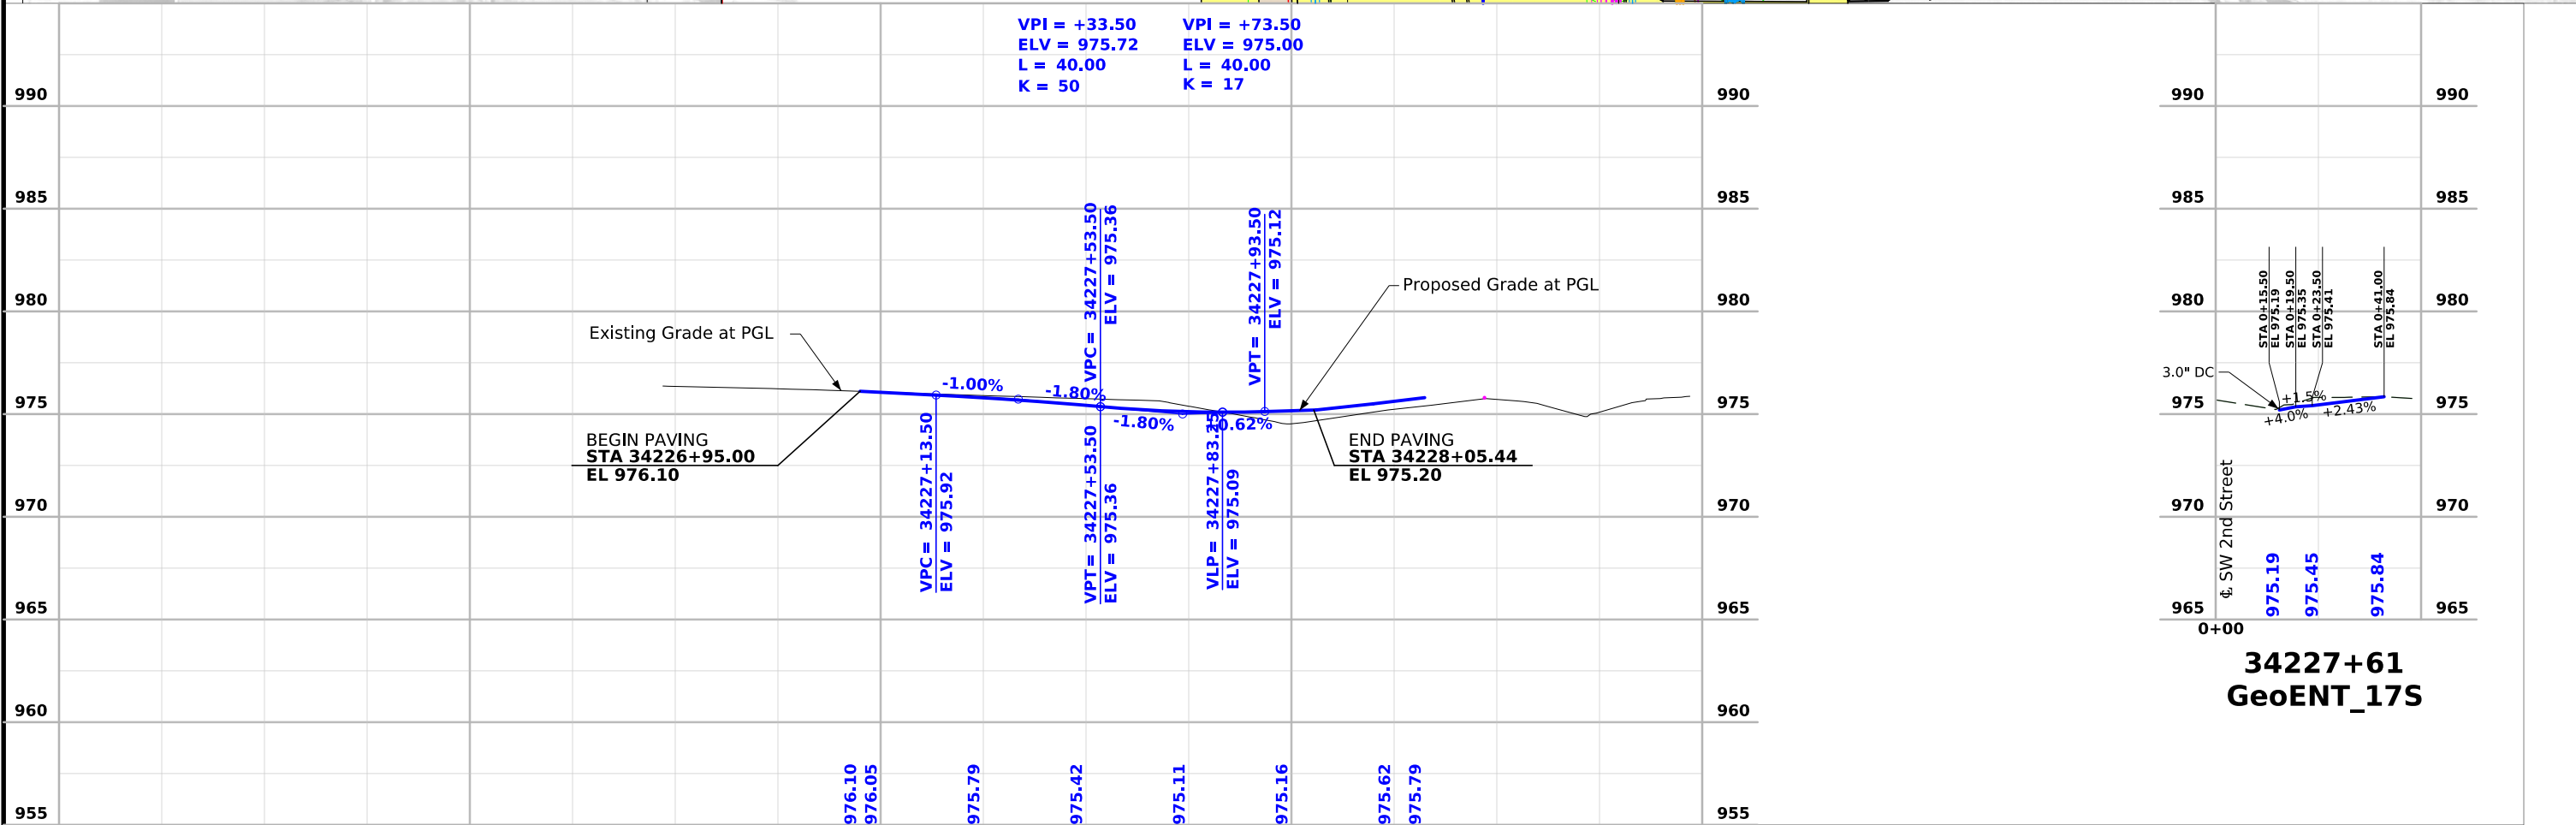 VPI = +33.50
ELV = 975.72
L = 40.00
K = 50
VPI = +73.50
ELV = 975.00
L = 40.00
K = 17
990
985
980
975
970
965
960
955
Existing Grade at PGL
BEGIN PAVING
STA 34226+95.00
EL 976.10
-1.00%
-1.80%
-1.80%
0.62%
VPC = 34227+13.50
ELV = 975.92
VPC = 34227+53.50
ELV = 975.36
VPT = 34227+53.50
ELV = 975.36
VLP = 34227+83.25
ELV = 975.09
VPT = 34227+93.50
ELV = 975.12
Proposed Grade at PGL
END PAVING
STA 34228+05.44
EL 975.20
976.10
976.05
975.79
975.42
975.11
975.16
975.62
975.79
990
985
980
975
970
965
960
955
990
985
980
975
970
965
STA 0+15.50
EL 975.19
STA 0+19.50
EL 975.35
STA 0+23.50
EL 975.41
STA 0+41.00
EL 975.84
3.0" DC
+1.5%
+4.0%
+2.43%
℄ SW 2nd Street
975.19
975.45
975.84
990
985
980
975
970
965
0+00
34227+61
GeoENT_17S